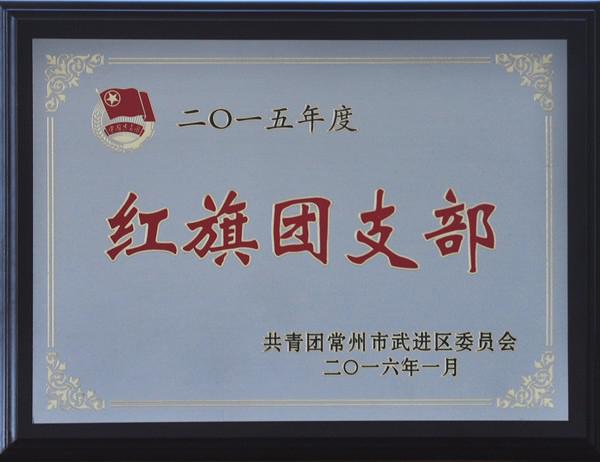 二〇一五年度
红旗团支部
共青团常州市武进区委员会
二〇一六年一月